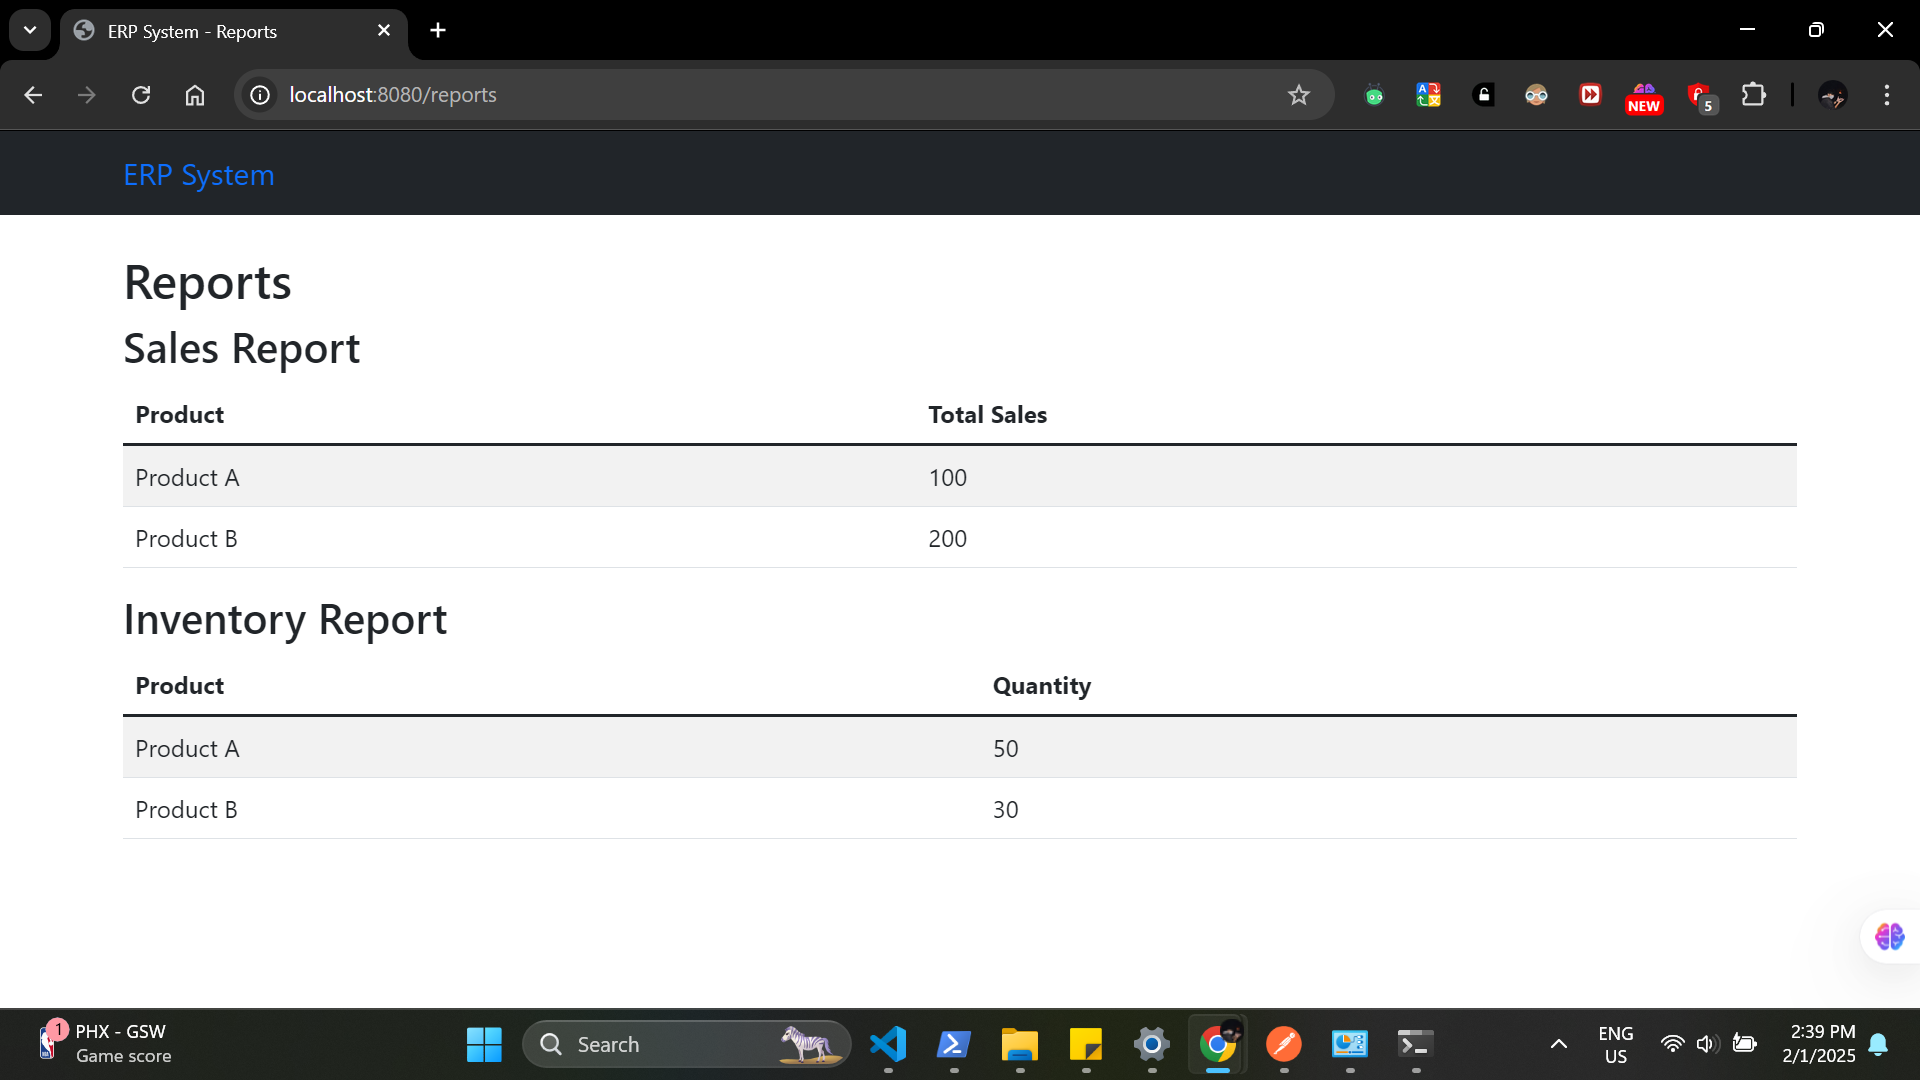 ERP System - Reports
localhost:8080/reports
NEW
5
ERP System
Reports
Sales Report
Product Total Sales
Product A 100
Product B 200
Inventory Report
Product Quantity
Product A 50
Product B 30
1
PHX - GSW
Game score
Search
ENG
US
2:39 PM
2/1/2025